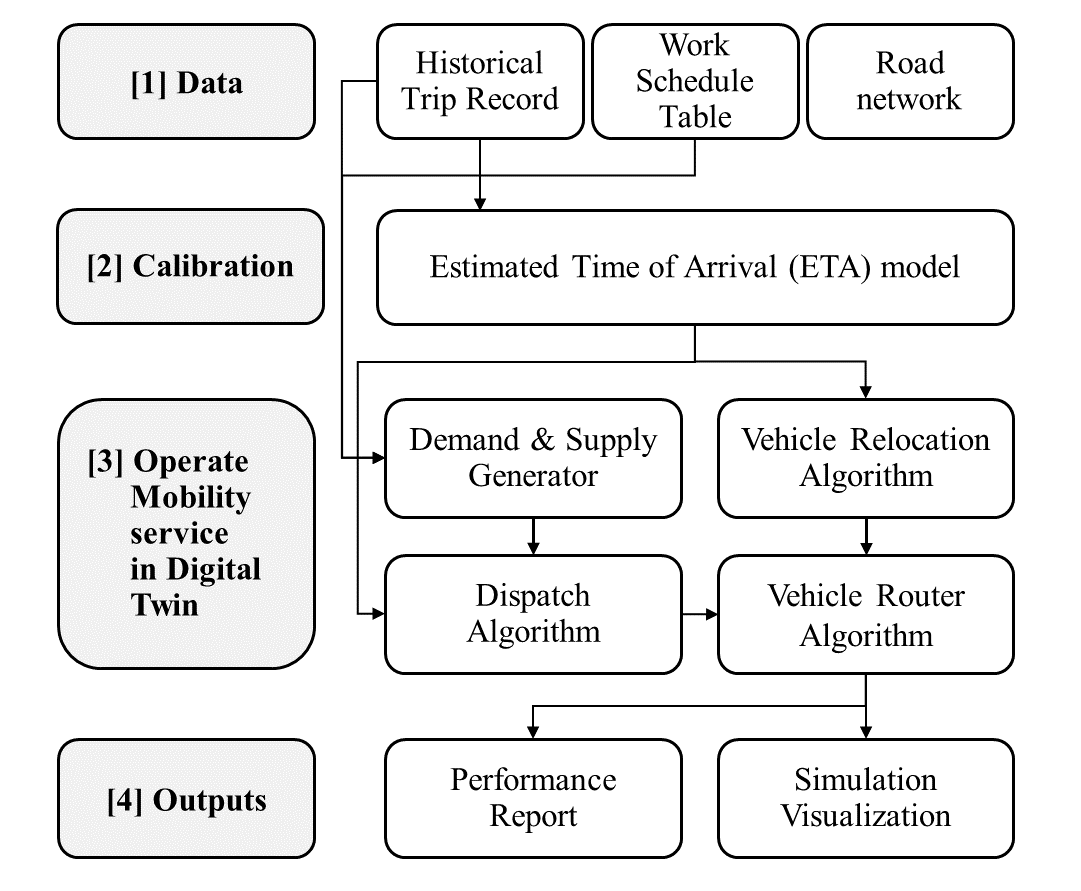 [1] Data
Historical
Trip Record
Work
Schedule
Table
Road
network
[2] Calibration
Estimated Time of Arrival (ETA) model
[3] Operate
Mobility
service
in Digital
Twin
Demand & Supply
Generator
Vehicle Relocation
Algorithm
Dispatch
Algorithm
Vehicle Router
Algorithm
[4] Outputs
Performance
Report
Simulation
Visualization